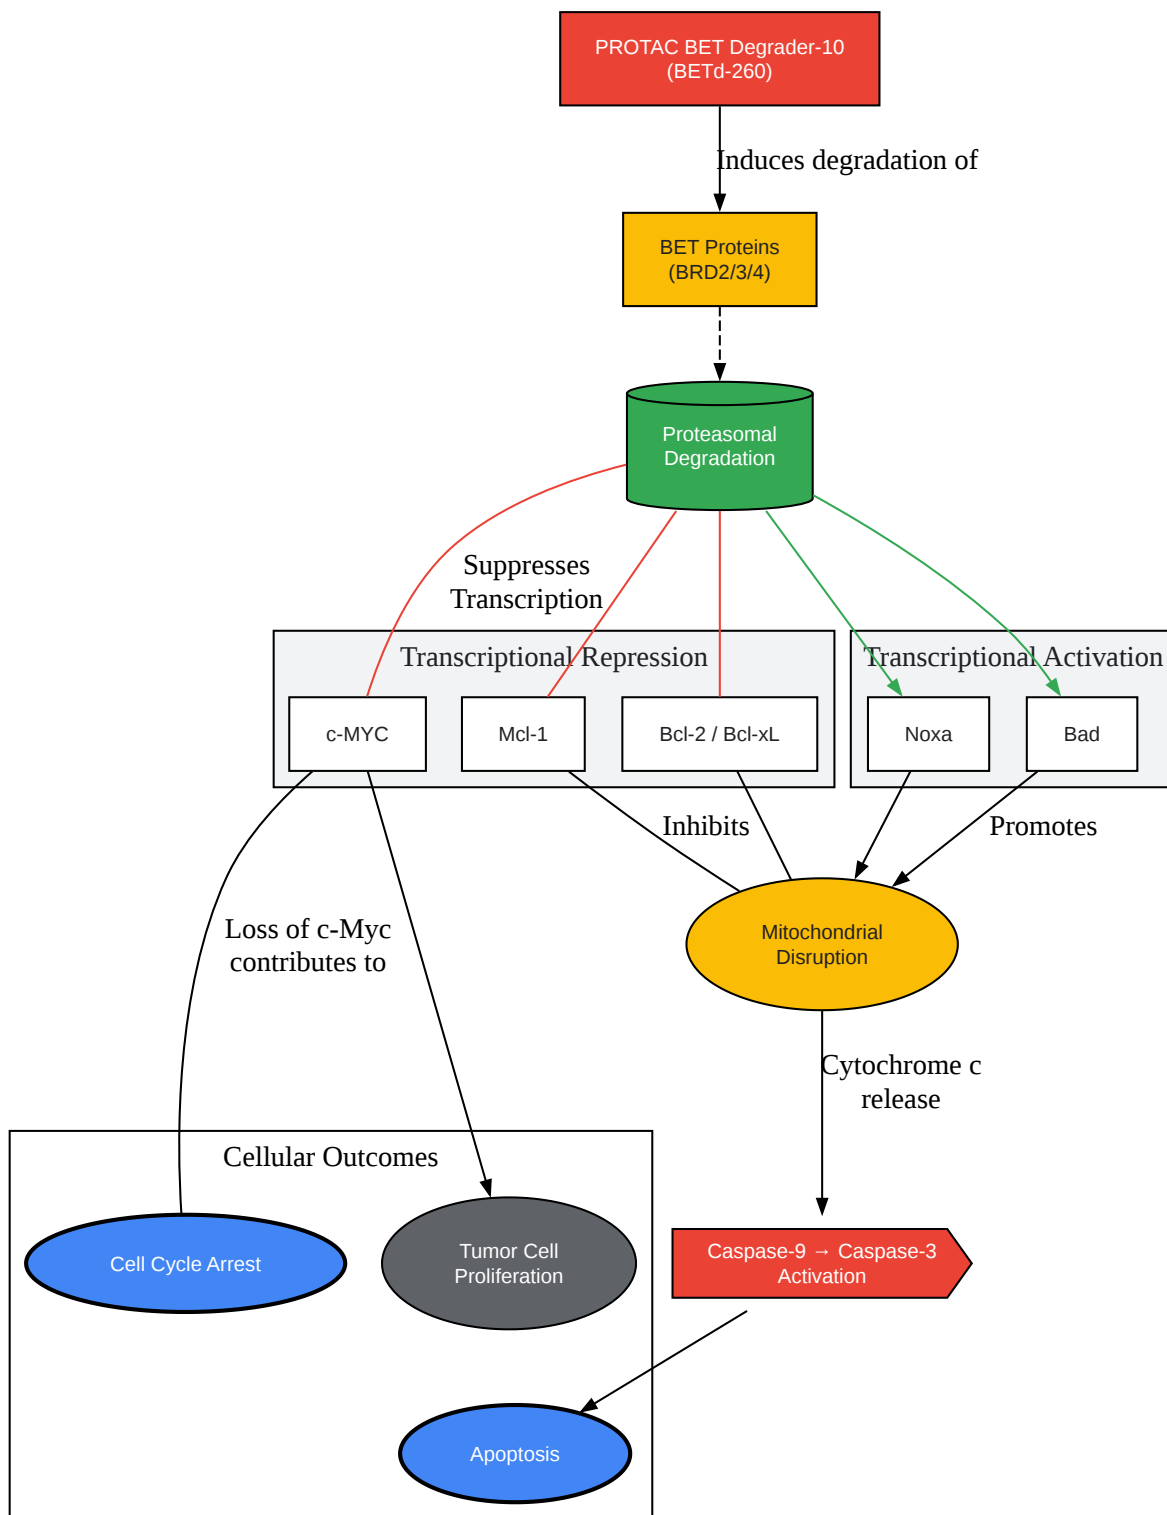 PROTAC BET Degrader-10
(BETd-260)
Induces degradation of
BET Proteins
(BRD2/3/4)
Proteasomal
Degradation
Suppresses
Transcription
Transcriptional Repression
Transcriptional Activation
c-MYC
Mcl-1
Bcl-2 / Bcl-xL
Noxa
Bad
Inhibits
Promotes
Loss of c-Myc
contributes to
Mitochondrial
Disruption
Cytochrome c
release
Cellular Outcomes
Cell Cycle Arrest
Tumor Cell
Proliferation
Caspase-9 → Caspase-3
Activation
Apoptosis